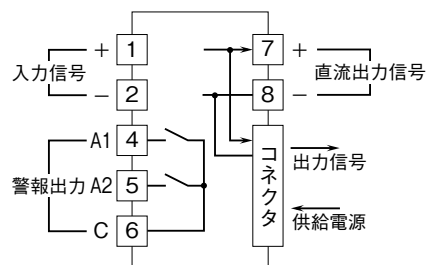 入力信号
+ 1
− 2
警報出力
A1 4
A2 5
C 6
7 +
8 −
直流出力信号
コネクタ
出力信号
供給電源